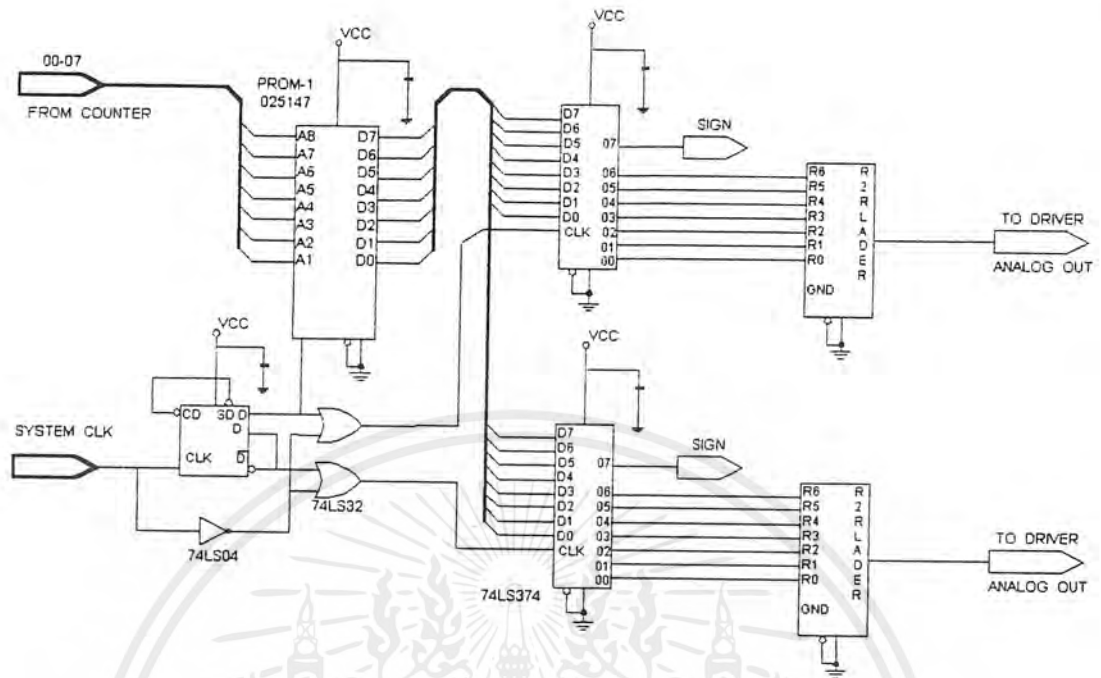 00-07
FROM COUNTER
PROM-1
025147
VCC
A8
A7
A6
A5
A4
A3
A2
A1
D7
D6
D5
D4
D3
D2
D1
D0
VCC
D7
D6
D5
D4
D3
D2
D1
D0
CLK
07
06
05
04
03
02
01
00
SIGN
R6
R5
R4
R3
R2
R1
R0
GND
R
2
R
L
A
D
E
R
TO DRIVER
ANALOG OUT
SYSTEM CLK
VCC
CD
SD
D
D
D
CLK
74LS04
74LS32
VCC
D7
D6
D5
D4
D3
D2
D1
D0
CLK
07
06
05
04
03
02
01
00
74LS374
SIGN
R6
R5
R4
R3
R2
R1
R0
GND
R
2
R
L
A
D
E
R
TO DRIVER
ANALOG OUT